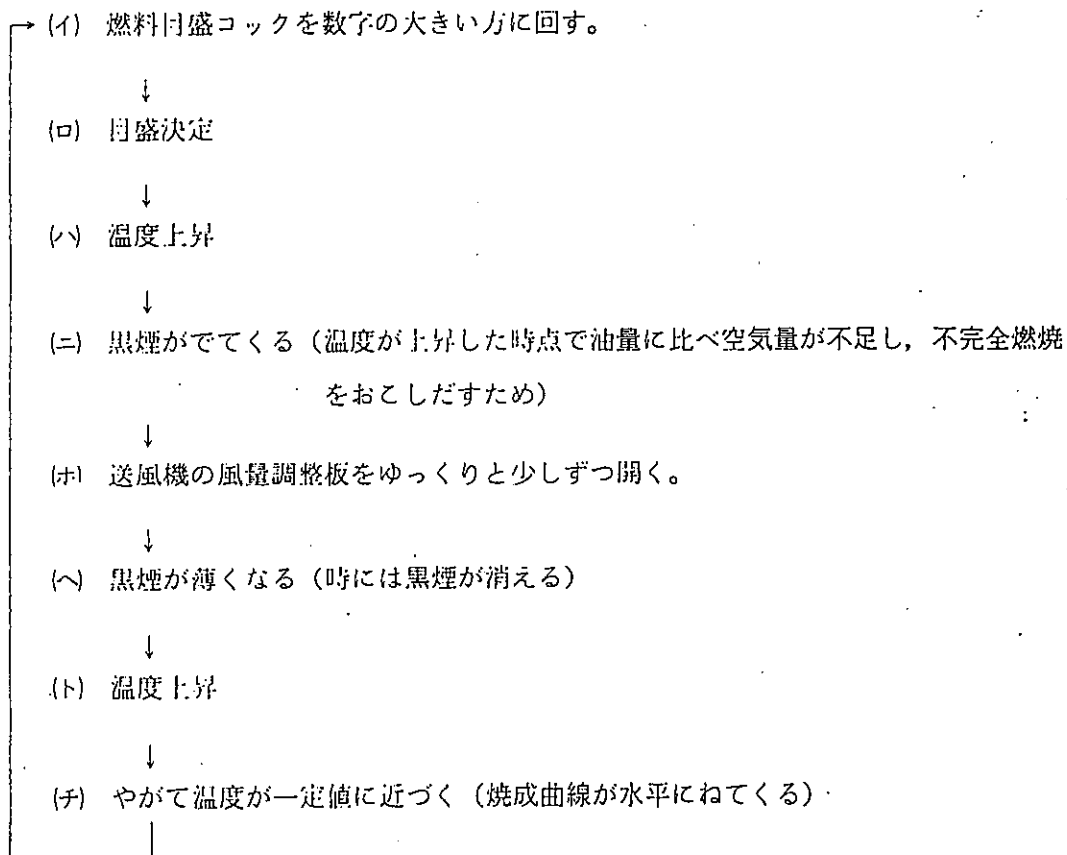 (イ) 燃料目盛コックを数字の大きい方に回す。
↓
(ロ) 目盛決定
↓
(ハ) 温度上昇
↓
(ニ) 黒煙がでてくる（温度が上昇した時点で油量に比べ空気量が不足し，不完全燃焼
をおこしだすため）
↓
(ホ) 送風機の風量調整板をゆっくりと少しずつ開く。
↓
(ヘ) 黒煙が薄くなる（時には黒煙が消える）
↓
(ト) 温度上昇
↓
(チ) やがて温度が一定値に近づく（焼成曲線が水平にねてくる）